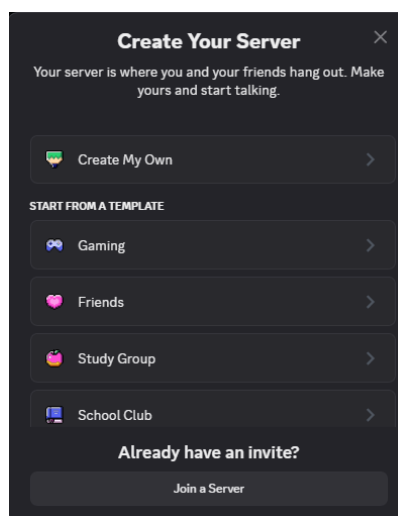 Create Your Server
Your server is where you and your friends hang out. Make
yours and start talking.
Create My Own
START FROM A TEMPLATE
Gaming
Friends
Study Group
School Club
Already have an invite?
Join a Server